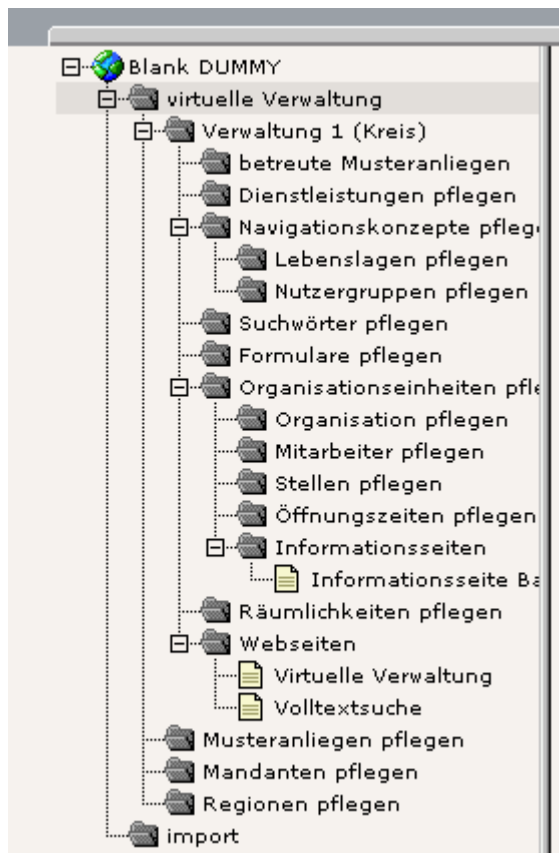 Blank DUMMY
virtuelle Verwaltung
Verwaltung 1 (Kreis)
betreute Musteranliegen
Dienstleistungen pflegen
Navigationskonzepte pfleg
Lebenslagen pflegen
Nutzergruppen pflegen
Suchwörter pflegen
Formulare pflegen
Organisationseinheiten pfle
Organisation pflegen
Mitarbeiter pflegen
Stellen pflegen
Öffnungszeiten pflegen
Informationsseiten
Informationsseite Ba
Räumlichkeiten pflegen
Webseiten
Virtuelle Verwaltung
Volltextsuche
Musteranliegen pflegen
Mandanten pflegen
Regionen pflegen
import